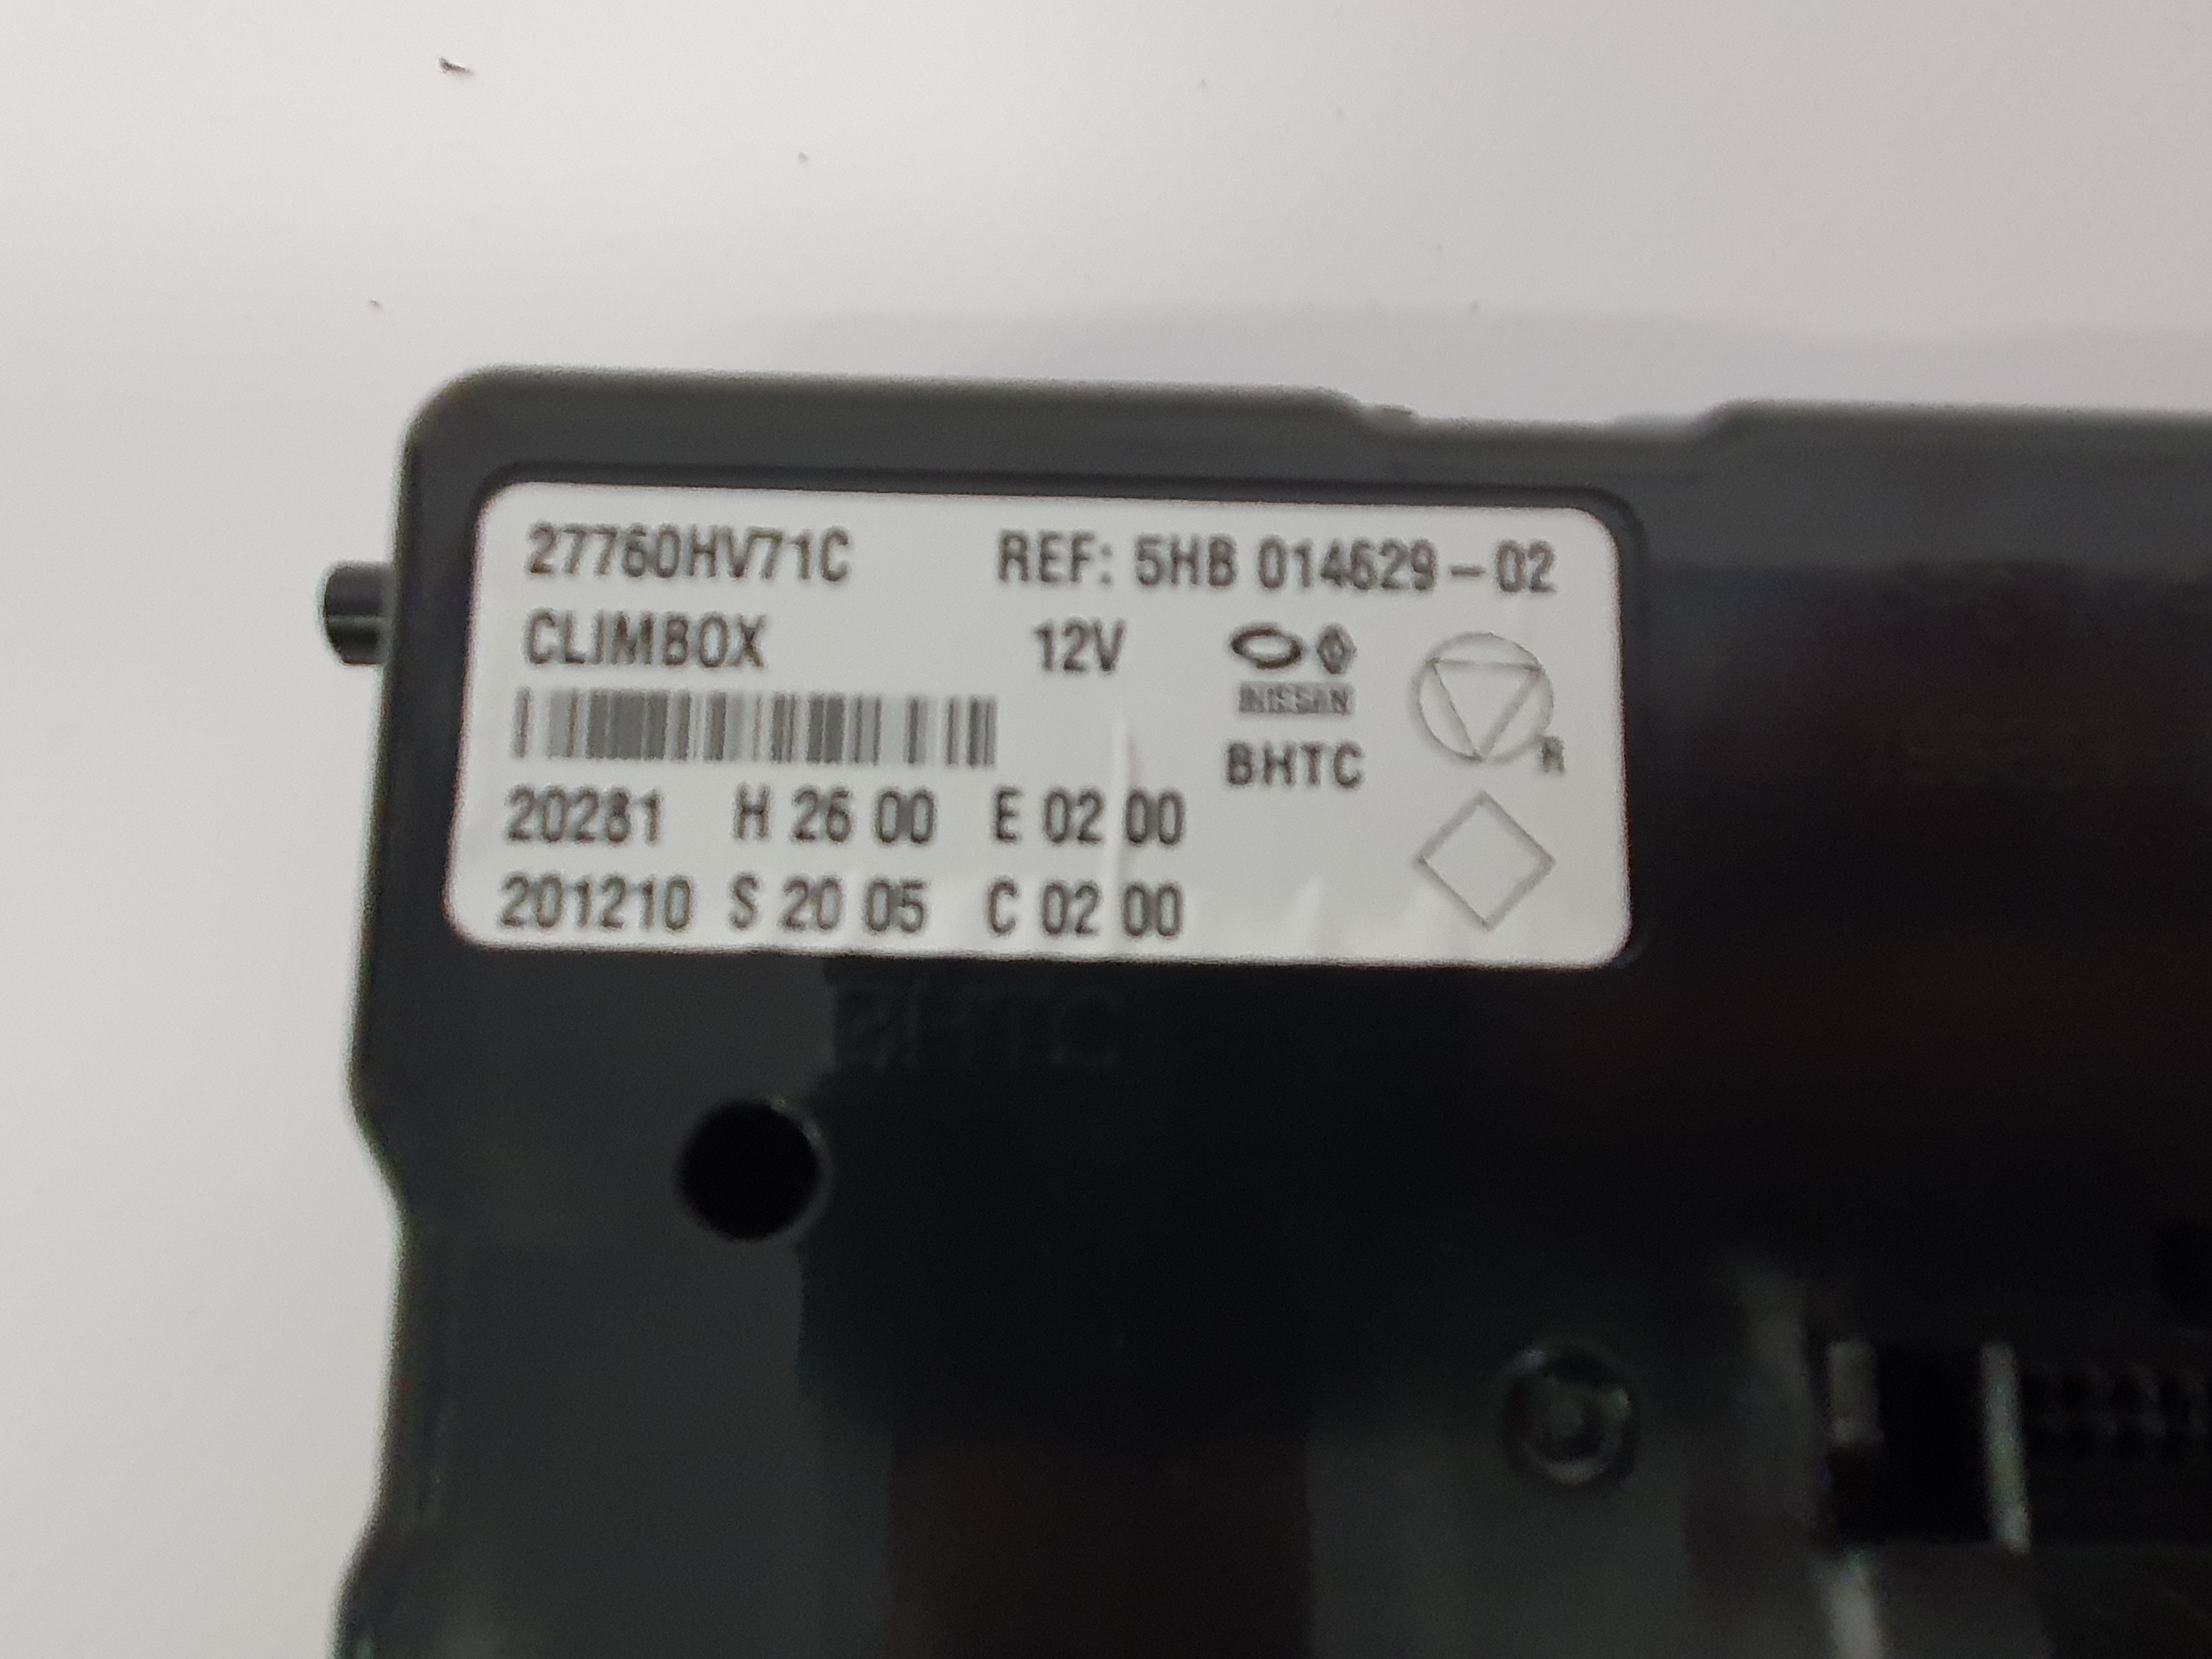 27760HV71C REF: 5HB 014629-02
CLIMBOX 12V
NISSAN
BHTC
R
20281 H 26 00 E 02 00
201210 S 20 05 C 02 00
BHTC